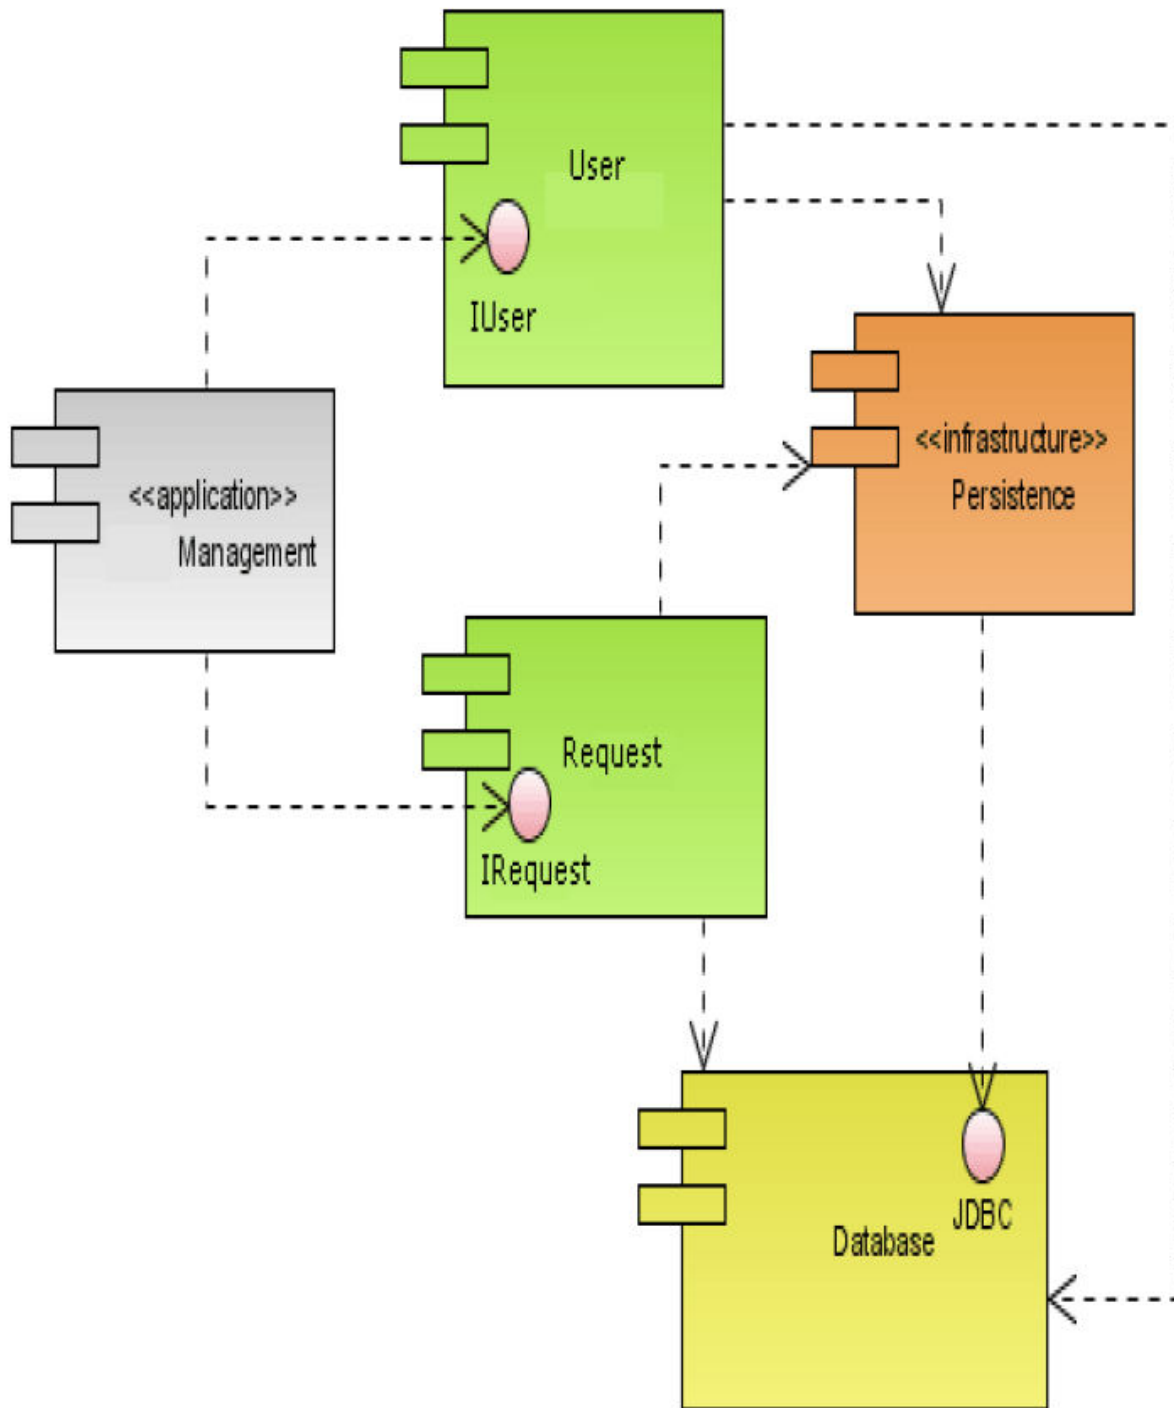 User
IUser
<<infrastructure>>
Persistence
<<application>>
Management
Request
IRequest
JDBC
Database